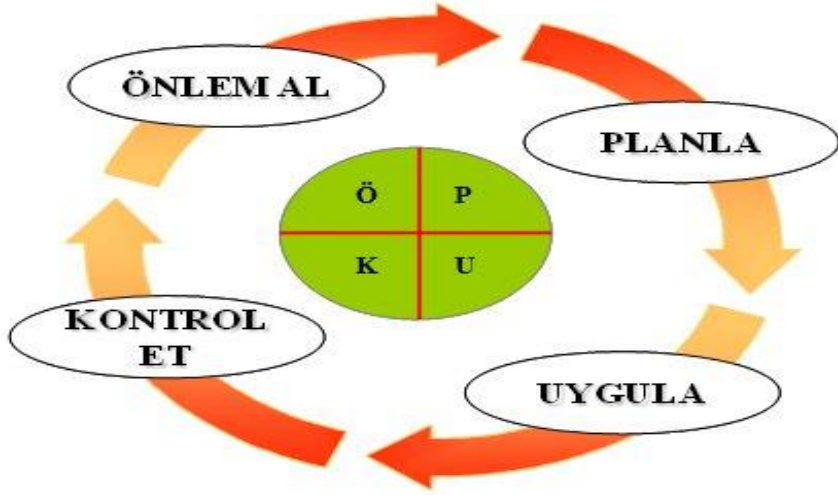 ÖNLEM AL
PLANLA
Ö P
K U
KONTROL
ET
UYGULA